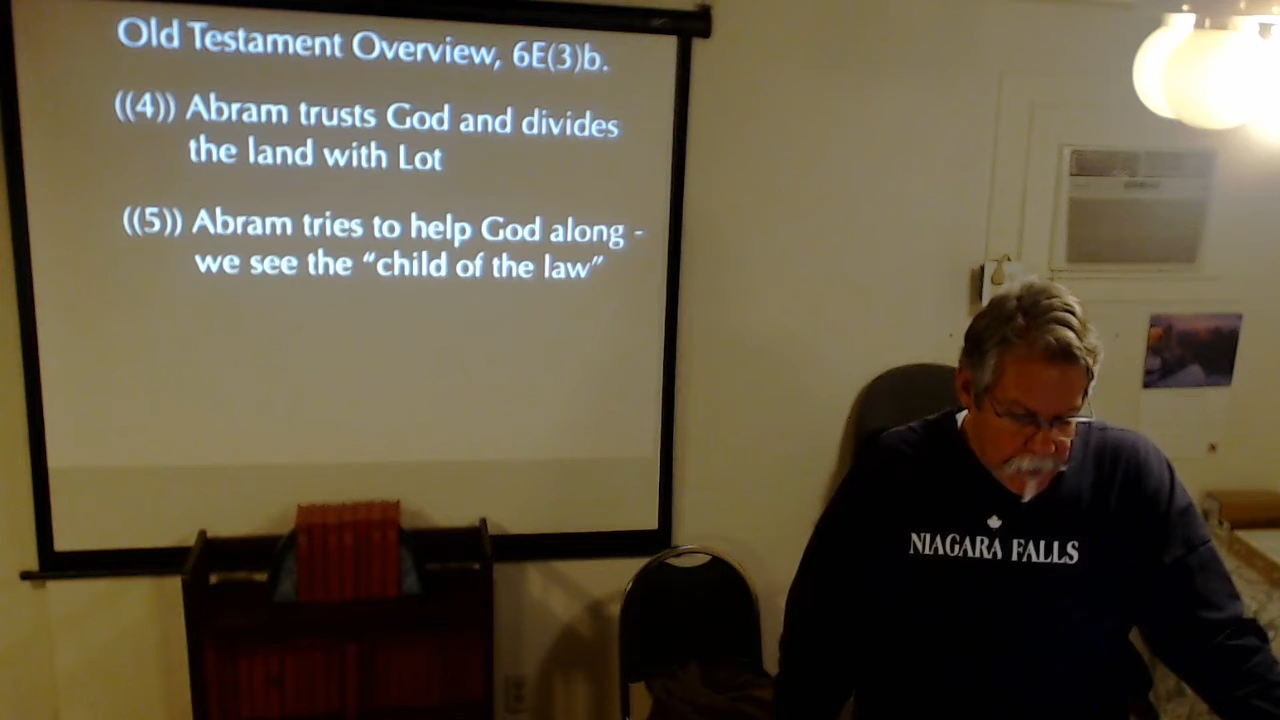 Old Testament Overview, 6E(3)b.
((4)) Abram trusts God and divides
the land with Lot
((5)) Abram tries to help God along -
we see the “child of the law”
NIAGARA FALLS